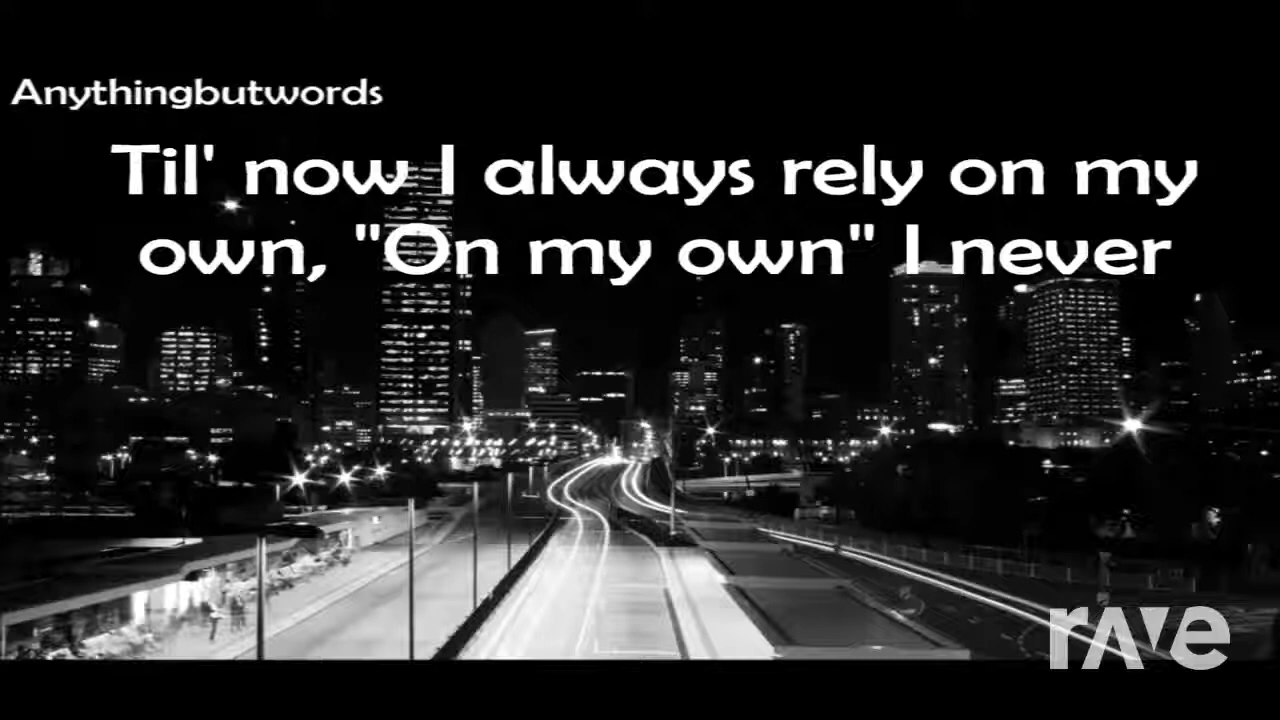 Anythingbutwords
Til' now I always rely on my
own, "On my own" I never
rave